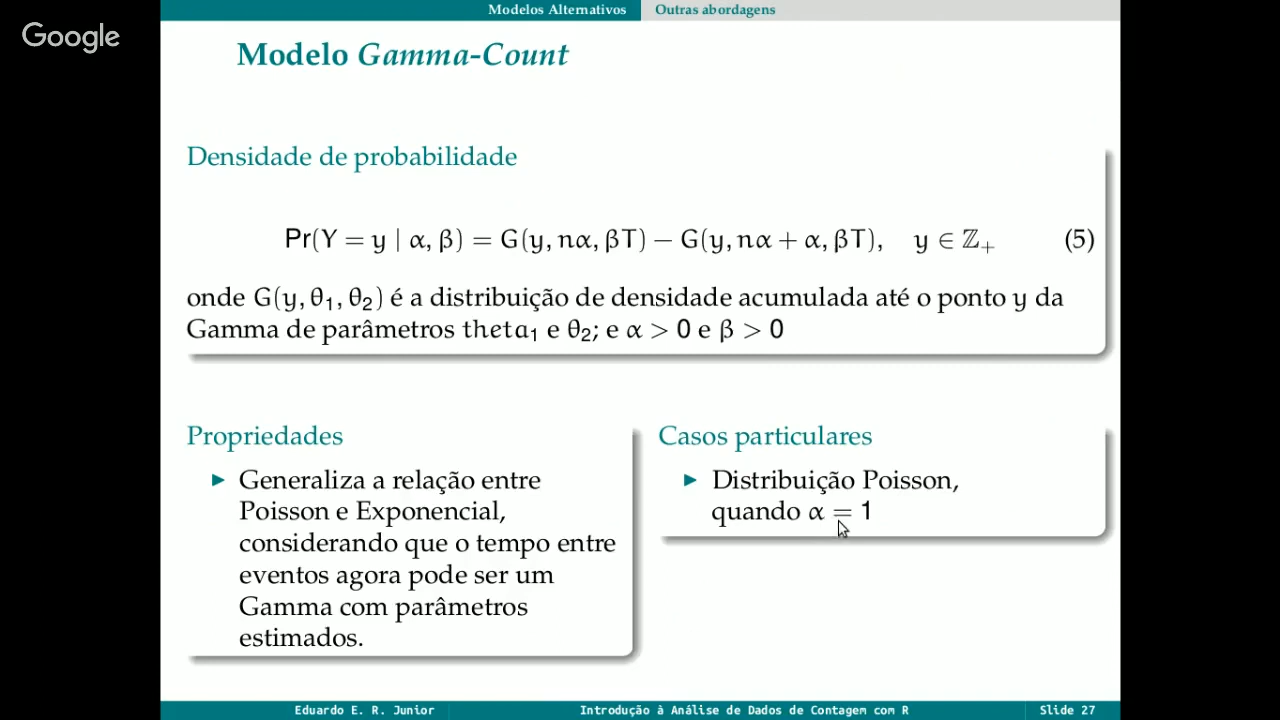 Modelos Alternativos Outras abordagens
Google
Modelo Gamma-Count
Densidade de probabilidade
Pr(Y = y | α, β) = G(y, nα, βT) − G(y, nα + α, βT), y ∈ ℤ₊ (5)
onde G(y, θ₁, θ₂) é a distribuição de densidade acumulada até o ponto y da
Gamma de parâmetros theta₁ e θ₂; e α > 0 e β > 0
Propriedades
Generaliza a relação entre
Poisson e Exponencial,
considerando que o tempo entre
eventos agora pode ser um
Gamma com parâmetros
estimados.
Casos particulares
Distribuição Poisson,
quando α = 1
Eduardo E. R. Junior Introdução à Análise de Dados de Contagem com R Slide 27